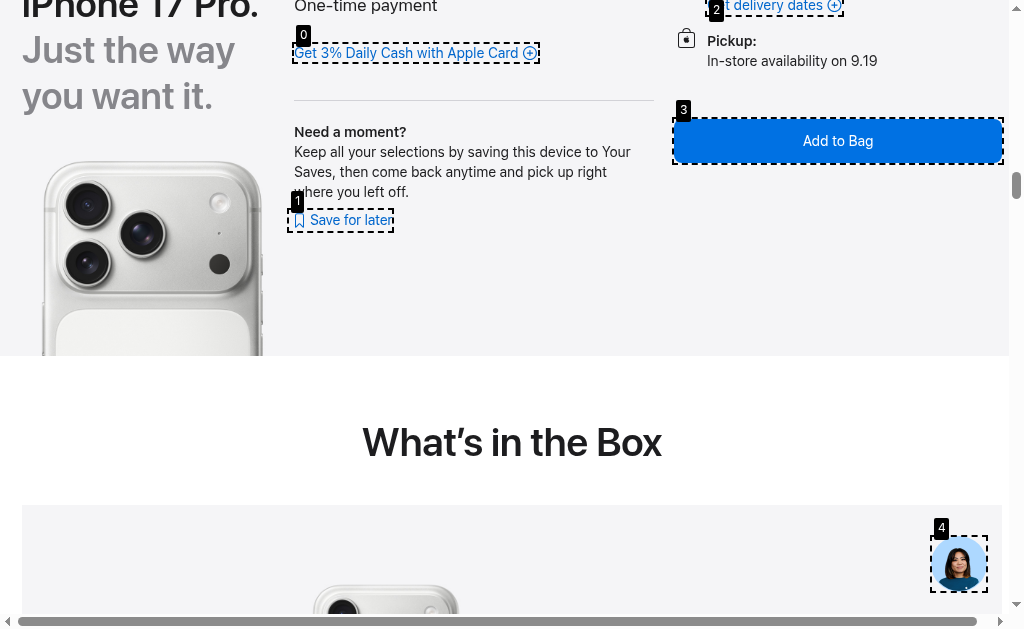 iPhone 17 Pro.
Just the way
you want it.
One-time payment
0
Get 3% Daily Cash with Apple Card
Need a moment?
Keep all your selections by saving this device to Your
Saves, then come back anytime and pick up right
where you left off.
1
Save for later
2
delivery dates
Pickup:
In-store availability on 9.19
3
Add to Bag
What’s in the Box
4